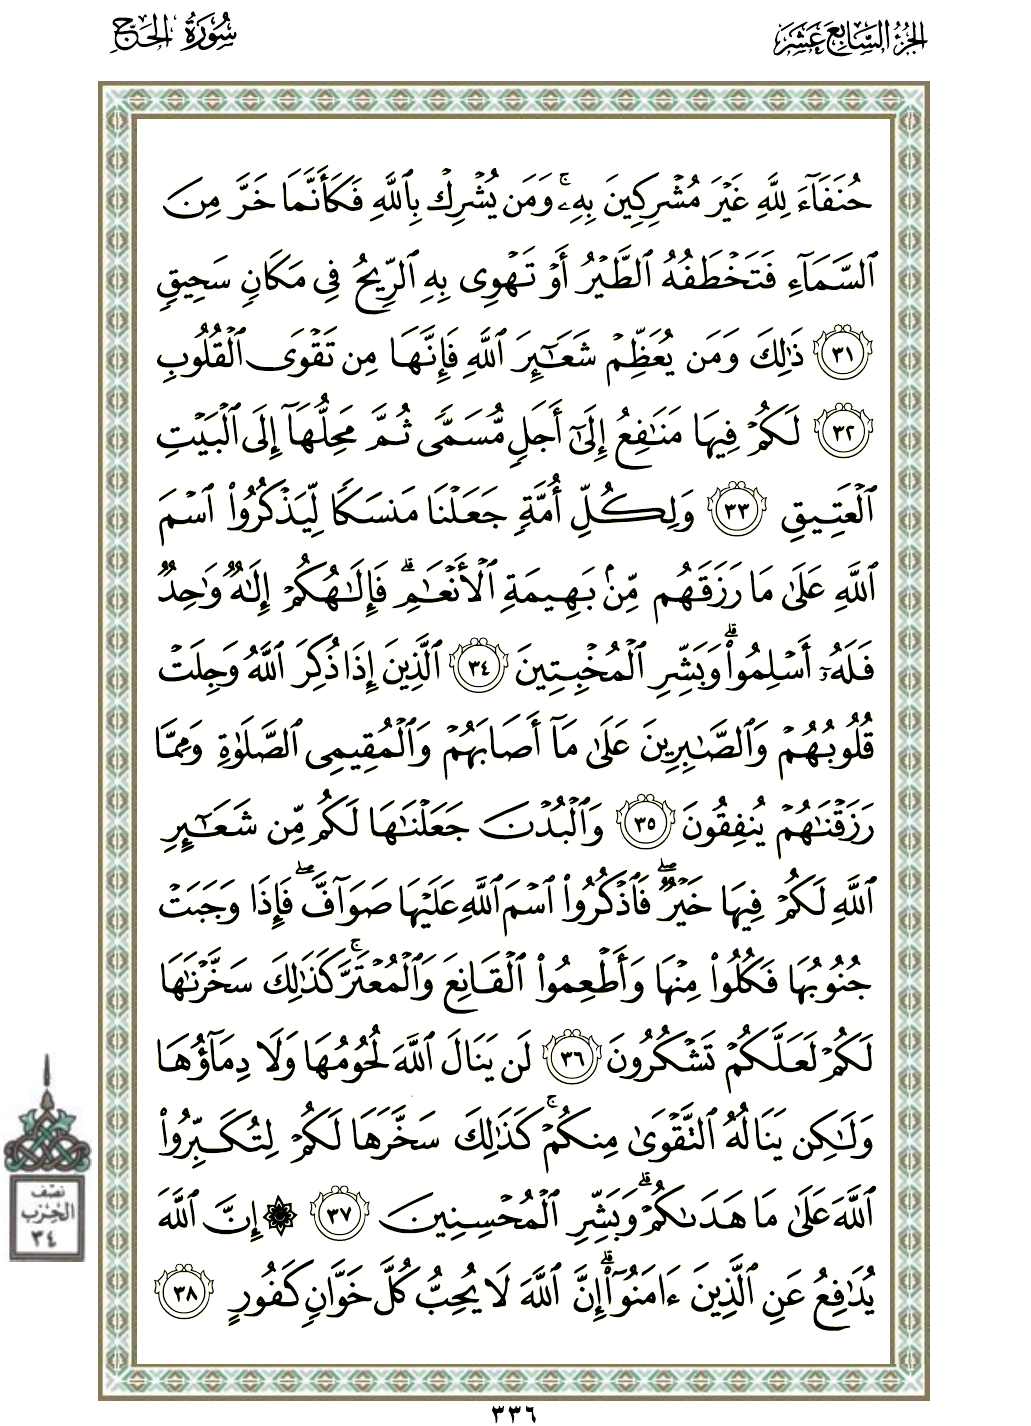 الجزء السابع عشر
سورة الحج
حُنَفَآءَ لِلَّهِ غَيۡرَ مُشۡرِكِينَ بِهِۦۚ وَمَن يُشۡرِكۡ بِٱللَّهِ فَكَأَنَّمَا خَرَّ مِنَ
ٱلسَّمَآءِ فَتَخۡطَفُهُ ٱلطَّيۡرُ أَوۡ تَهۡوِي بِهِ ٱلرِّيحُ فِي مَكَانٖ سَحِيقٖ
٣١ ذَٰلِكَ وَمَن يُعَظِّمۡ شَعَٰٓئِرَ ٱللَّهِ فَإِنَّهَا مِن تَقۡوَى ٱلۡقُلُوبِ
٣٢ لَكُمۡ فِيهَا مَنَٰفِعُ إِلَىٰٓ أَجَلٖ مُّسَمّٗى ثُمَّ مَحِلُّهَآ إِلَى ٱلۡبَيۡتِ
ٱلۡعَتِيقِ ٣٣ وَلِكُلِّ أُمَّةٖ جَعَلۡنَا مَنسَكٗا لِّيَذۡكُرُواْ ٱسۡمَ
ٱللَّهِ عَلَىٰ مَا رَزَقَهُم مِّنۢ بَهِيمَةِ ٱلۡأَنۡعَٰمِۗ فَإِلَٰهُكُمۡ إِلَٰهٞ وَٰحِدٞ
فَلَهُۥٓ أَسۡلِمُواْۗ وَبَشِّرِ ٱلۡمُخۡبِتِينَ ٣٤ ٱلَّذِينَ إِذَا ذُكِرَ ٱللَّهُ وَجِلَتۡ
قُلُوبُهُمۡ وَٱلصَّٰبِرِينَ عَلَىٰ مَآ أَصَابَهُمۡ وَٱلۡمُقِيمِي ٱلصَّلَوٰةِ وَمِمَّا
رَزَقۡنَٰهُمۡ يُنفِقُونَ ٣٥ وَٱلۡبُدۡنَ جَعَلۡنَٰهَا لَكُم مِّن شَعَٰٓئِرِ
ٱللَّهِ لَكُمۡ فِيهَا خَيۡرٞۖ فَٱذۡكُرُواْ ٱسۡمَ ٱللَّهِ عَلَيۡهَا صَوَآفَّۖ فَإِذَا وَجَبَتۡ
جُنُوبُهَا فَكُلُواْ مِنۡهَا وَأَطۡعِمُواْ ٱلۡقَانِعَ وَٱلۡمُعۡتَرَّۚ كَذَٰلِكَ سَخَّرۡنَٰهَا
لَكُمۡ لَعَلَّكُمۡ تَشۡكُرُونَ ٣٦ لَن يَنَالَ ٱللَّهَ لُحُومُهَا وَلَا دِمَآؤُهَا
وَلَٰكِن يَنَالُهُ ٱلتَّقۡوَىٰ مِنكُمۡۚ كَذَٰلِكَ سَخَّرَهَا لَكُمۡ لِتُكَبِّرُواْ
ٱللَّهَ عَلَىٰ مَا هَدَىٰكُمۡۗ وَبَشِّرِ ٱلۡمُحۡسِنِينَ ٣٧ ۞ إِنَّ ٱللَّهَ
يُدَٰفِعُ عَنِ ٱلَّذِينَ ءَامَنُوٓاْۗ إِنَّ ٱللَّهَ لَا يُحِبُّ كُلَّ خَوَّانٖ كَفُورٍ ٣٨
نصف
الحزب
٣٤
٣٣٦